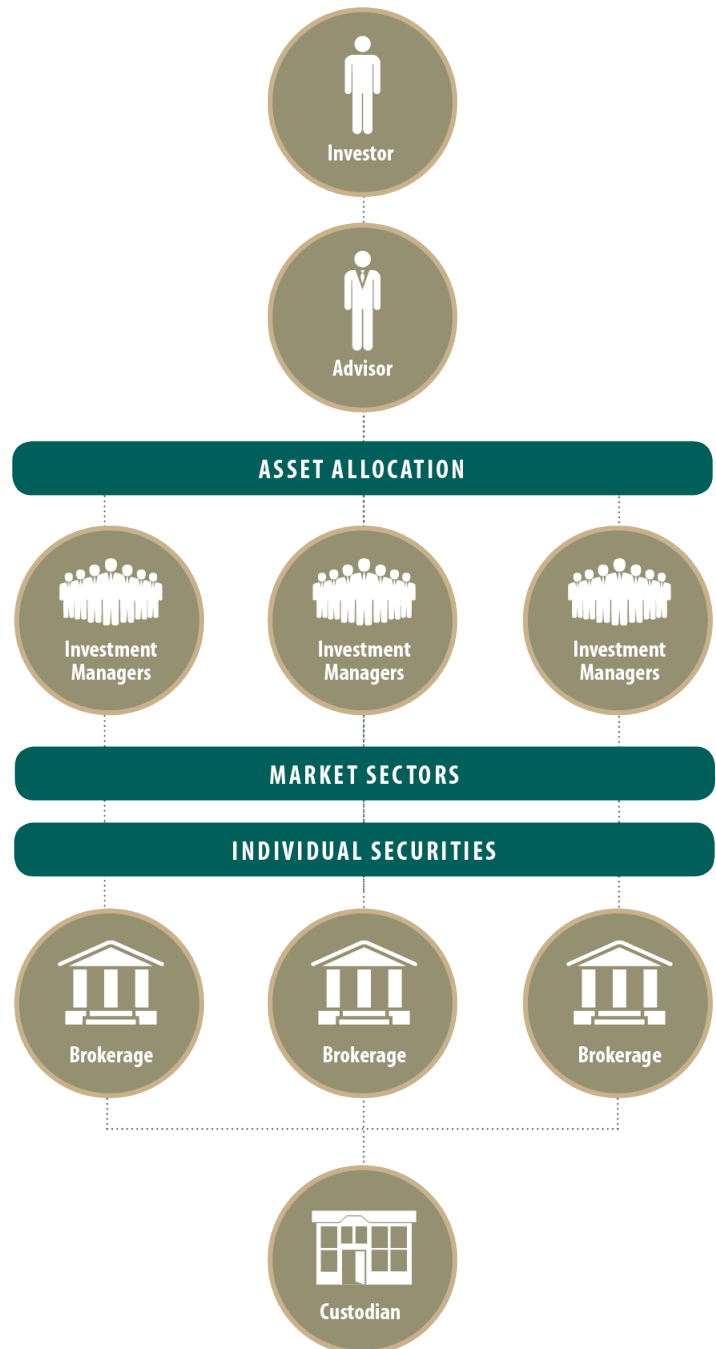 Investor
Advisor
ASSET ALLOCATION
Investment
Managers
Investment
Managers
Investment
Managers
MARKET SECTORS
INDIVIDUAL SECURITIES
Brokerage
Brokerage
Brokerage
Custodian